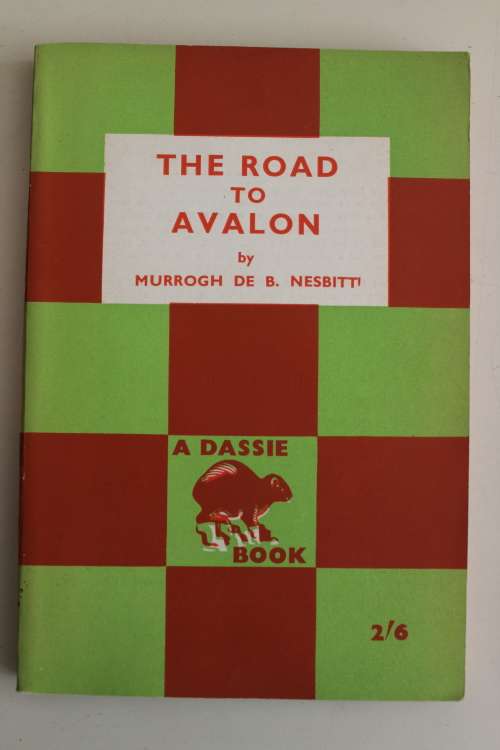 THE ROAD
TO
AVALON
by
MURROGH DE B. NESBITT
A DASSIE
BOOK
2/6